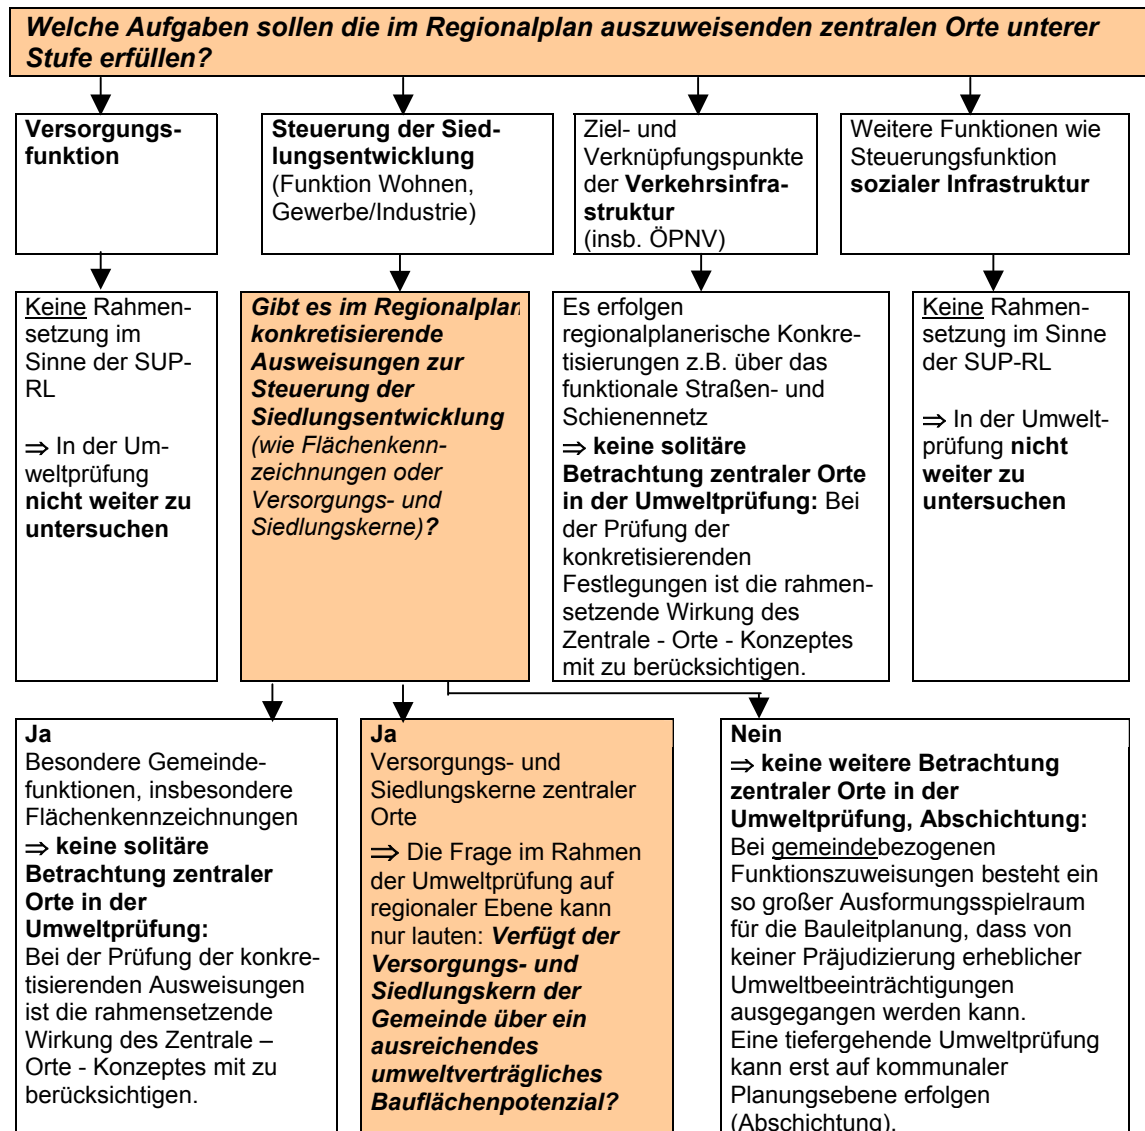 Welche Aufgaben sollen die im Regionalplan auszuweisenden zentralen Orte unterer
Stufe erfüllen?
Versorgungs-
funktion
Steuerung der Sied-
lungsentwicklung
(Funktion Wohnen,
Gewerbe/Industrie)
Ziel- und
Verknüpfungspunkte
der Verkehrsinfra-
struktur
(insb. ÖPNV)
Weitere Funktionen wie
Steuerungsfunktion
sozialer Infrastruktur
Keine Rahmen-
setzung im
Sinne der SUP-
RL
⇒ In der Um-
weltprüfung
nicht weiter zu
untersuchen
Gibt es im Regionalplan
konkretisierende
Ausweisungen zur
Steuerung der
Siedlungsentwicklung
(wie Flächenkenn-
zeichnungen oder
Versorgungs- und
Siedlungskerne)?
Es erfolgen
regionalplanerische Konkre-
tisierungen z.B. über das
funktionale Straßen- und
Schienennetz
⇒ keine solitäre
Betrachtung zentraler Orte
in der Umweltprüfung: Bei
der Prüfung der
konkretisierenden
Festlegungen ist die rahmen-
setzende Wirkung des
Zentrale - Orte - Konzeptes
mit zu berücksichtigen.
Keine Rahmen-
setzung im Sinne
der SUP-RL
⇒ In der Umwelt-
prüfung nicht
weiter zu
untersuchen
Ja
Besondere Gemeinde-
funktionen, insbesondere
Flächenkennzeichnungen
⇒ keine solitäre
Betrachtung zentraler
Orte in der
Umweltprüfung:
Bei der Prüfung der konkre-
tisierenden Ausweisungen
ist die rahmensetzende
Wirkung des Zentrale –
Orte - Konzeptes mit zu
berücksichtigen.
Ja
Versorgungs- und
Siedlungskerne zentraler
Orte
⇒ Die Frage im Rahmen
der Umweltprüfung auf
regionaler Ebene kann
nur lauten: Verfügt der
Versorgungs- und
Siedlungskern der
Gemeinde über ein
ausreichendes
umweltverträgliches
Bauflächenpotenzial?
Nein
⇒ keine weitere Betrachtung
zentraler Orte in der
Umweltprüfung, Abschichtung:
Bei gemeindebezogenen
Funktionszuweisungen besteht ein
so großer Ausformungsspielraum
für die Bauleitplanung, dass von
keiner Präjudizierung erheblicher
Umweltbeeinträchtigungen
ausgegangen werden kann.
Eine tiefergehende Umweltprüfung
kann erst auf kommunaler
Planungsebene erfolgen
(Abschichtung).